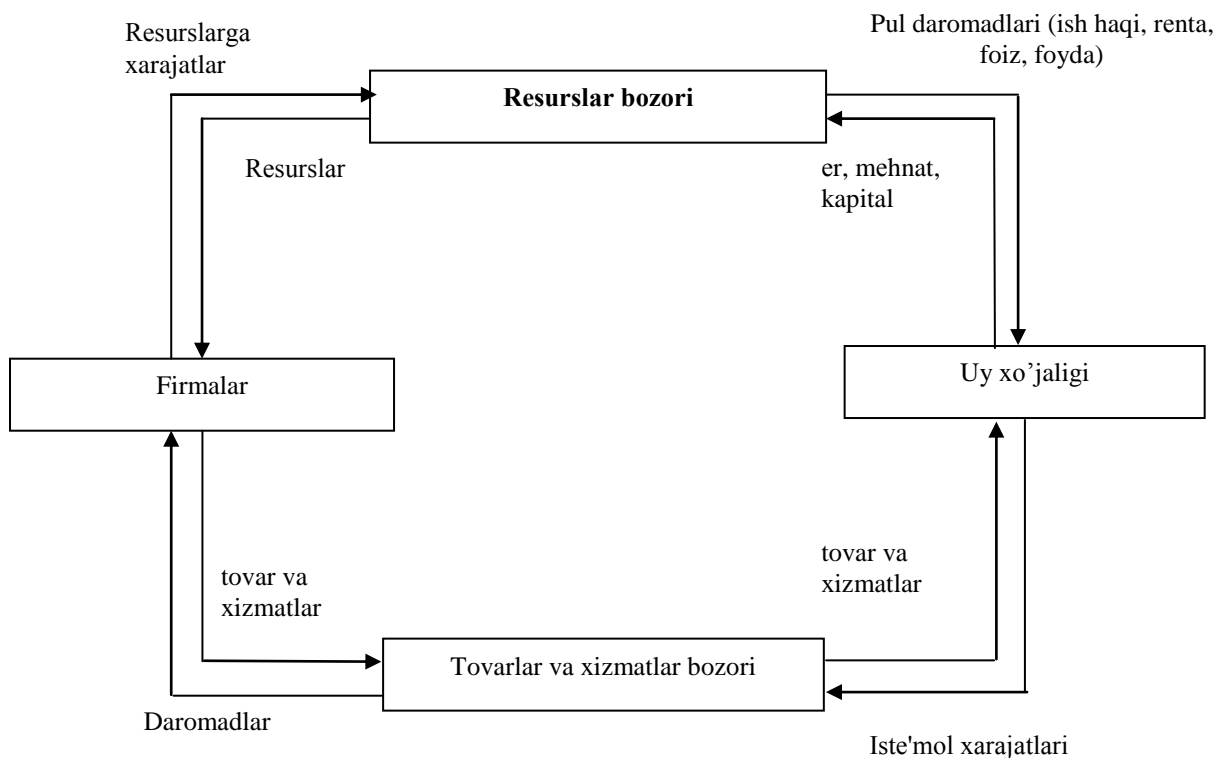 Resurslarga
xarajatlar
Pul daromadlari (ish haqi, renta,
foiz, foyda)
Resurslar bozori
Resurslar
er, mehnat,
kapital
Firmalar
Uy xo’jaligi
tovar va
xizmatlar
tovar va
xizmatlar
Tovarlar va xizmatlar bozori
Daromadlar
Iste'mol xarajatlari